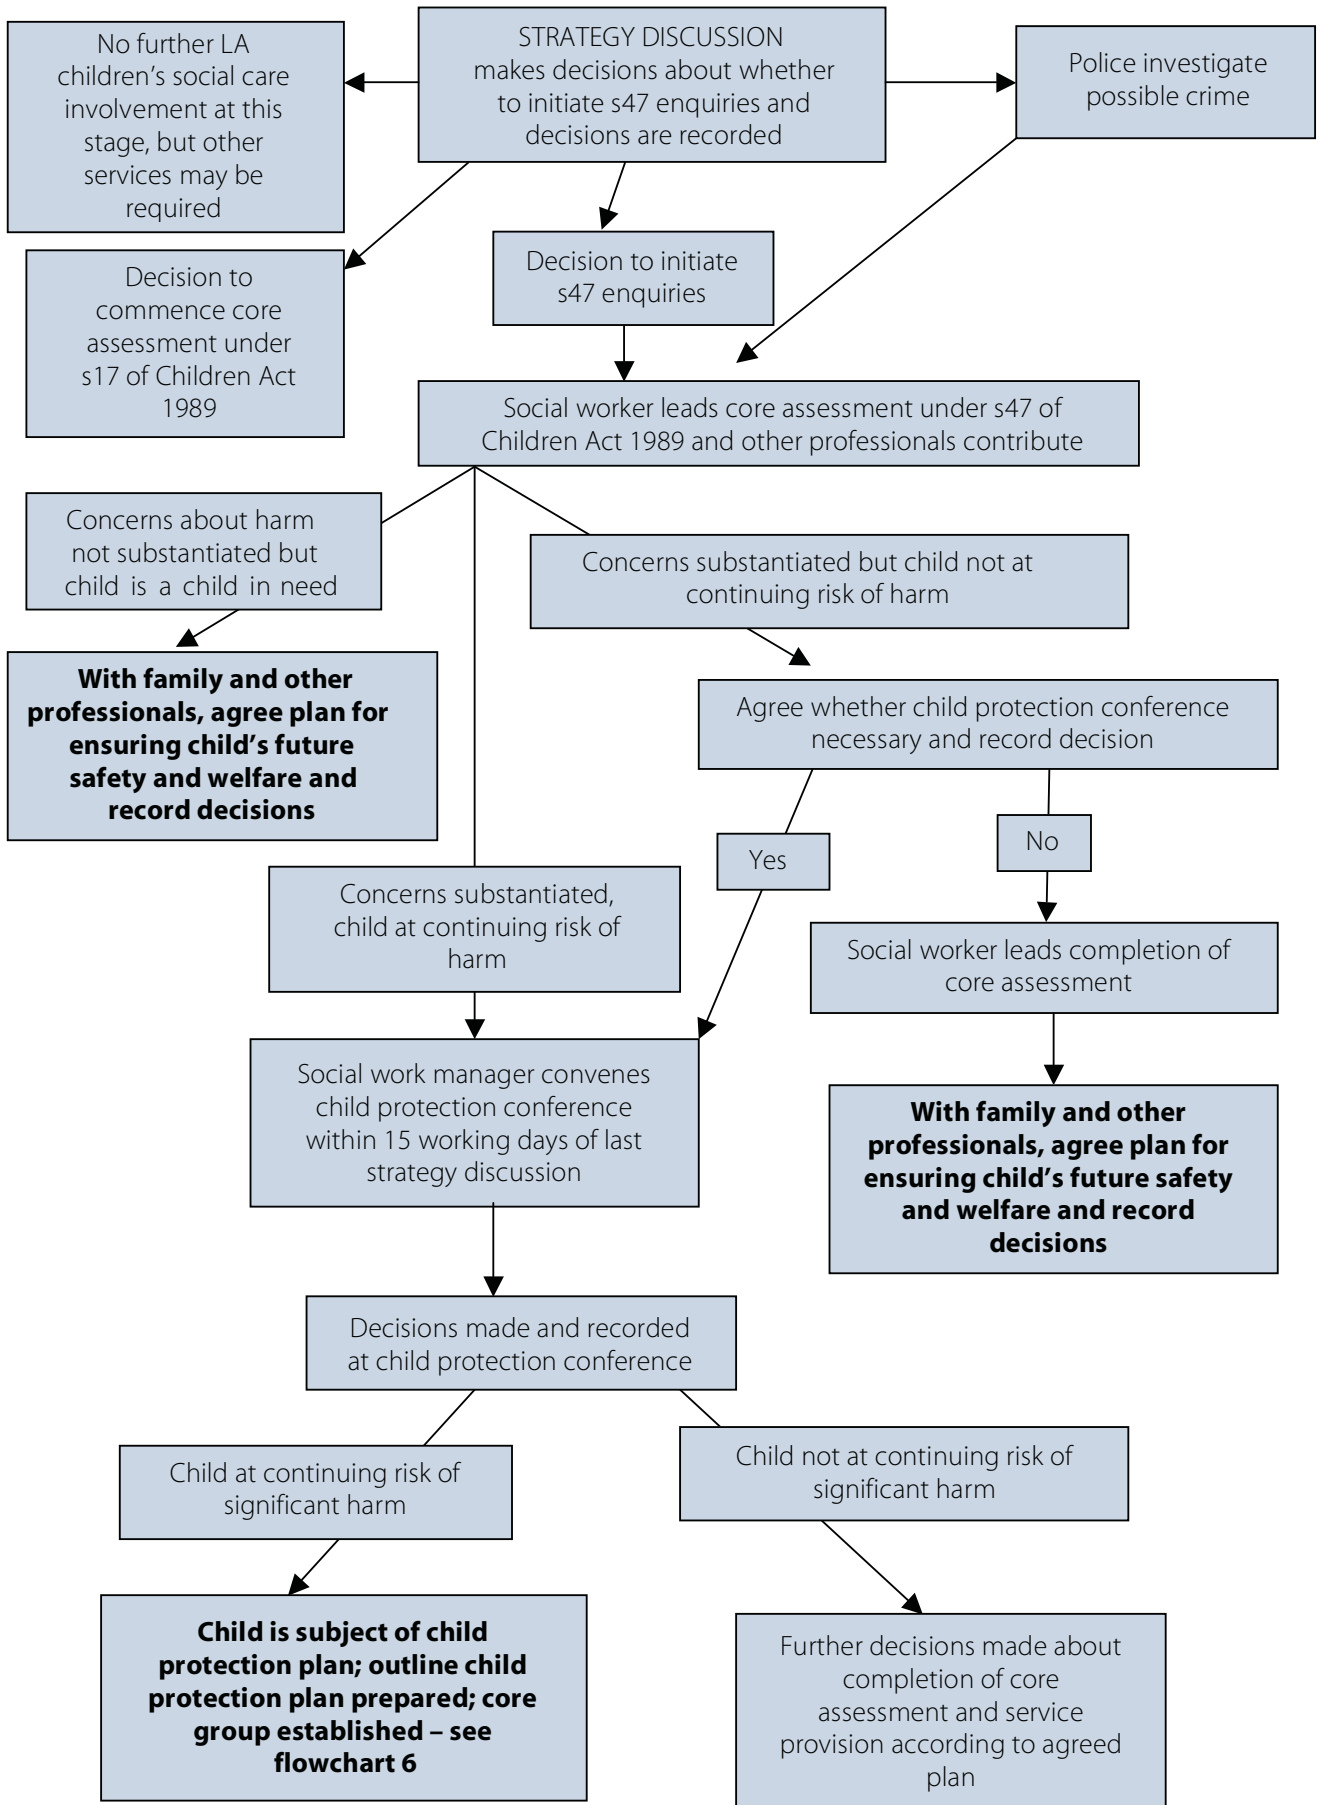 No further LA
children’s social care
involvement at this
stage, but other
services may be
required
STRATEGY DISCUSSION
makes decisions about whether
to initiate s47 enquiries and
decisions are recorded
Police investigate
possible crime
Decision to
commence core
assessment under
s17 of Children Act
1989
Decision to initiate
s47 enquiries
Social worker leads core assessment under s47 of
Children Act 1989 and other professionals contribute
Concerns about harm
not substantiated but
child is a child in need
Concerns substantiated but child not at
continuing risk of harm
With family and other
professionals, agree plan for
ensuring child’s future
safety and welfare and
record decisions
Agree whether child protection conference
necessary and record decision
Yes
No
Concerns substantiated,
child at continuing risk of
harm
Social worker leads completion of
core assessment
Social work manager convenes
child protection conference
within 15 working days of last
strategy discussion
With family and other
professionals, agree plan for
ensuring child’s future safety
and welfare and record
decisions
Decisions made and recorded
at child protection conference
Child at continuing risk of
significant harm
Child not at continuing risk of
significant harm
Child is subject of child
protection plan; outline child
protection plan prepared; core
group established – see
flowchart 6
Further decisions made about
completion of core
assessment and service
provision according to agreed
plan